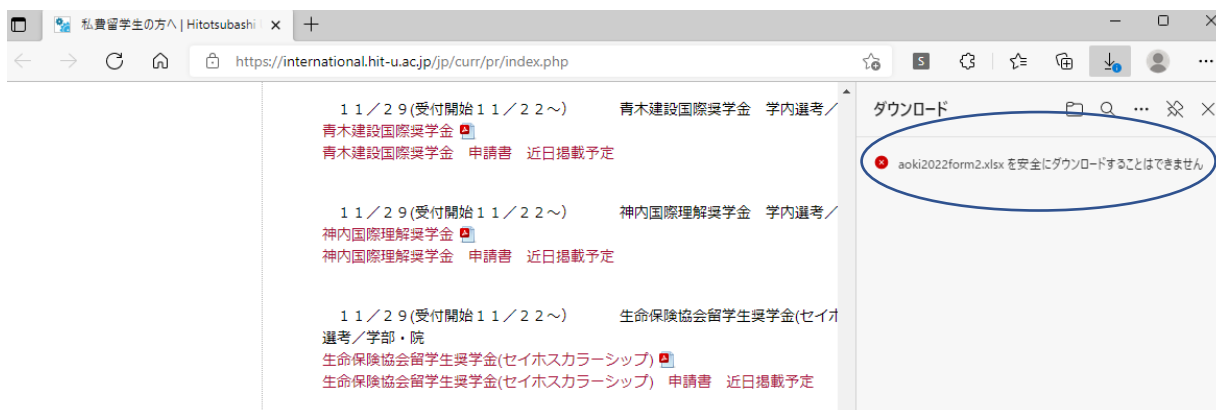 私費留学生の方へ | Hitotsubashi
https://international.hit-u.ac.jp/jp/curr/pr/index.php
ダウンロード
aoki2022form2.xlsx を安全にダウンロードすることはできません
１１／２９(受付開始１１／２２～)　　　青木建設国際奨学金　学内選考／
青木建設国際奨学金
青木建設国際奨学金　申請書　近日掲載予定
１１／２９(受付開始１１／２２～)　　　神内国際理解奨学金　学内選考／
神内国際理解奨学金
神内国際理解奨学金　申請書　近日掲載予定
１１／２９(受付開始１１／２２～)　　　生命保険協会留学生奨学金(セイホ
選考／学部・院
生命保険協会留学生奨学金(セイホスカラーシップ)
生命保険協会留学生奨学金(セイホスカラーシップ)　申請書　近日掲載予定